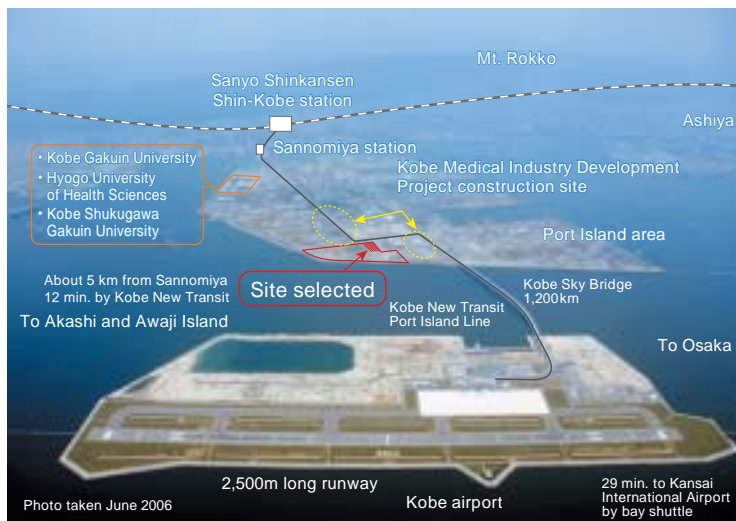 Mt. Rokko
Sanyo Shinkansen
Shin-Kobe station
Ashiya
Sannomiya station
• Kobe Gakuin University
• Hyogo University
of Health Sciences
• Kobe Shukugawa
Gakuin University
Kobe Medical Industry Development
Project construction site
Port Island area
About 5 km from Sannomiya
12 min. by Kobe New Transit
Site selected
Kobe Sky Bridge
1,200km
Kobe New Transit
Port Island Line
To Akashi and Awaji Island
To Osaka
2,500m long runway
Kobe airport
29 min. to Kansai
International Airport
by bay shuttle
Photo taken June 2006